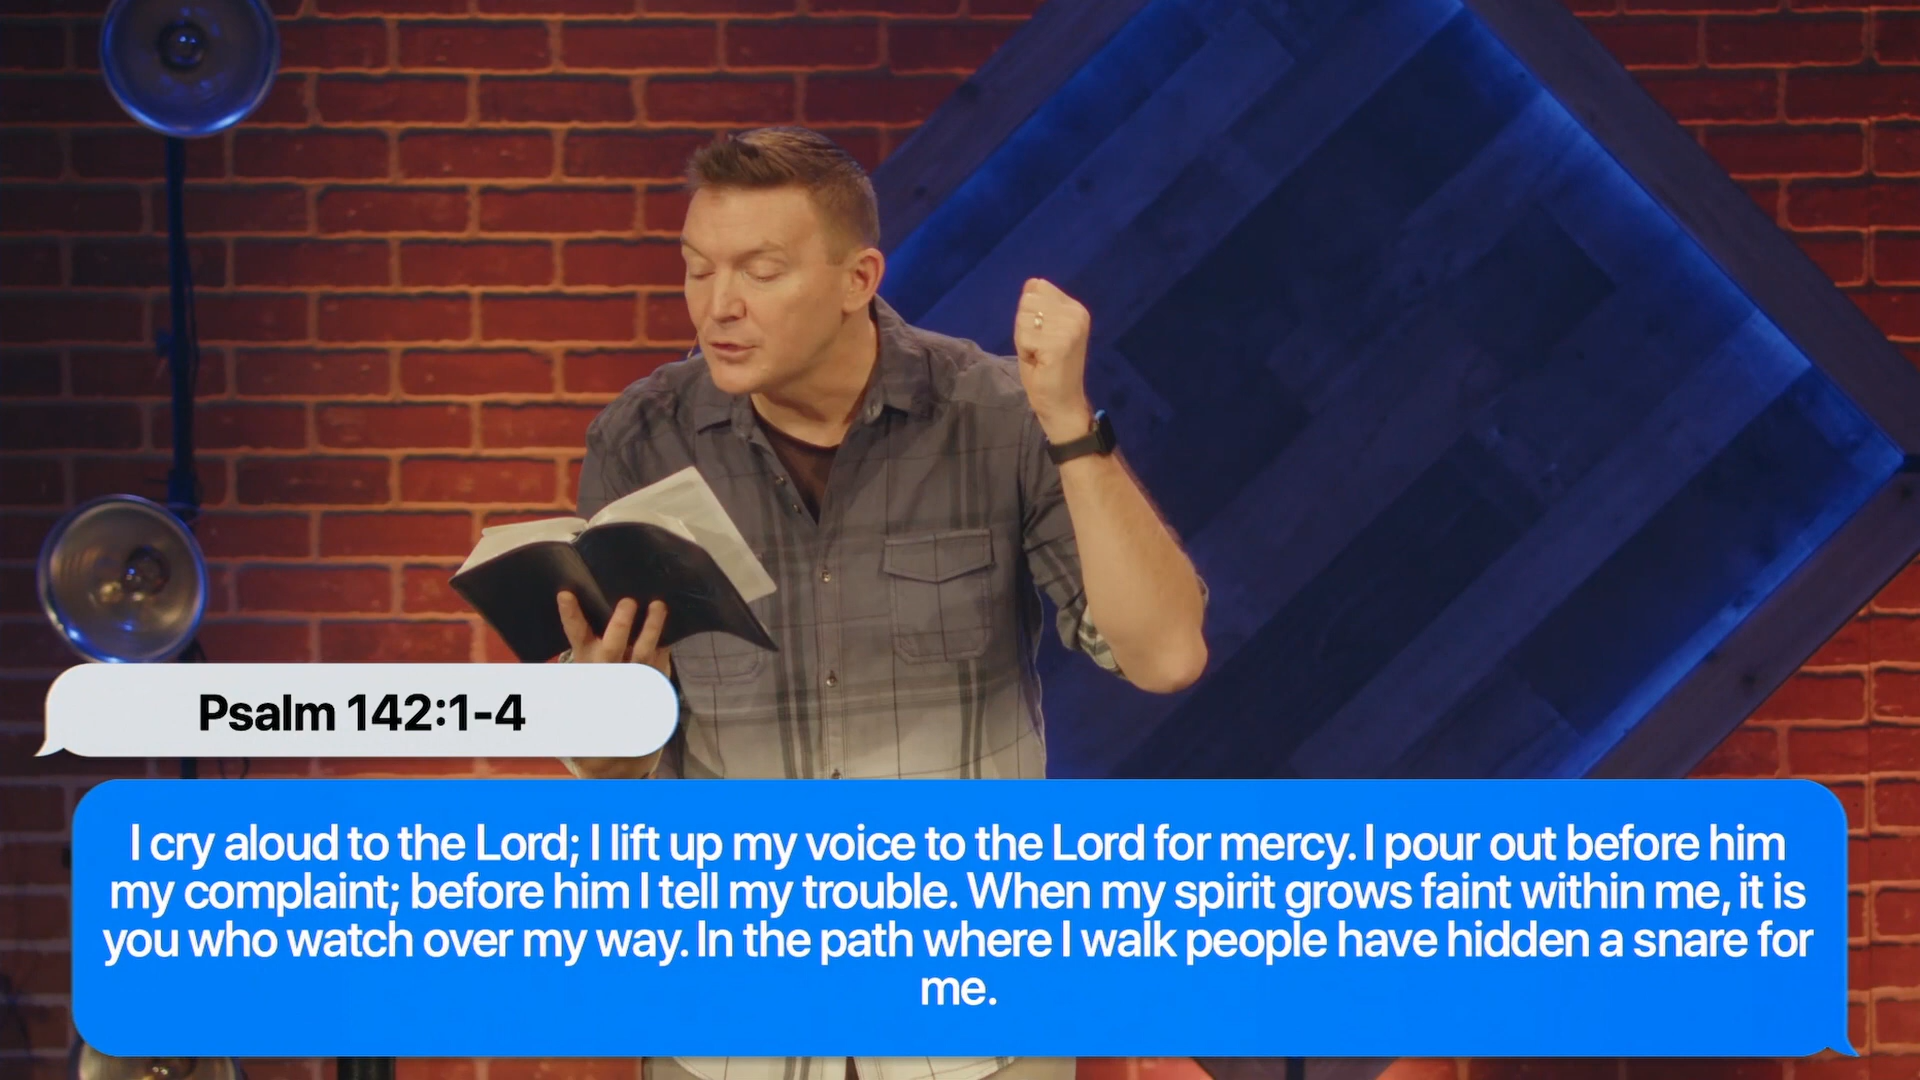 Psalm 142:1-4
I cry aloud to the Lord; I lift up my voice to the Lord for mercy. I pour out before him
my complaint; before him I tell my trouble. When my spirit grows faint within me, it is
you who watch over my way. In the path where I walk people have hidden a snare for
me.